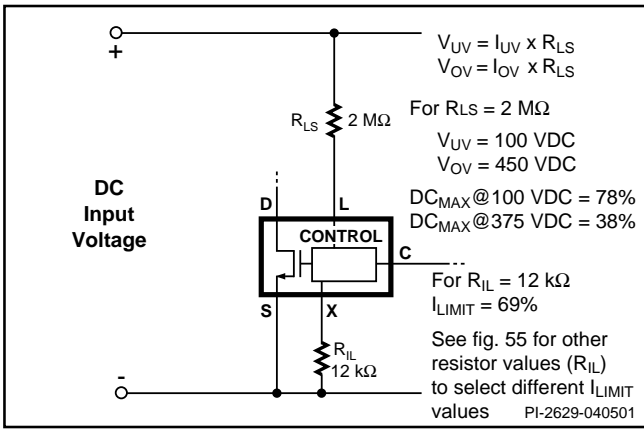 +
V_UV = I_UV x R_LS
V_OV = I_OV x R_LS
R_LS 2 MΩ
For R_LS = 2 MΩ
V_UV = 100 VDC
V_OV = 450 VDC
DC
Input
Voltage
D
L
DC_MAX@100 VDC = 78%
DC_MAX@375 VDC = 38%
CONTROL
C
S
X
For R_IL = 12 kΩ
I_LIMIT = 69%
R_IL
12 kΩ
See fig. 55 for other
resistor values (R_IL)
to select different I_LIMIT
values
-
PI-2629-040501